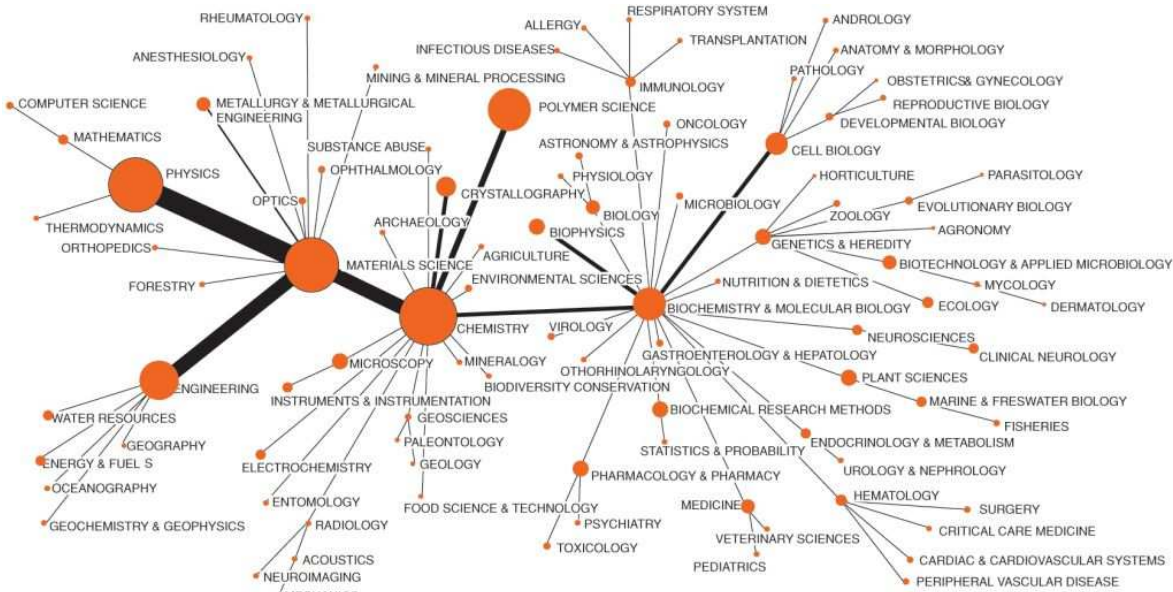 RHEUMATOLOGY
RESPIRATORY SYSTEM
ALLERGY
ANDROLOGY
TRANSPLANTATION
INFECTIOUS DISEASES
ANATOMY & MORPHOLOGY
ANESTHESIOLOGY
PATHOLOGY
MINING & MINERAL PROCESSING
OBSTETRICS& GYNECOLOGY
IMMUNOLOGY
COMPUTER SCIENCE
METALLURGY & METALLURGICAL
ENGINEERING
POLYMER SCIENCE
REPRODUCTIVE BIOLOGY
ONCOLOGY
DEVELOPMENTAL BIOLOGY
MATHEMATICS
SUBSTANCE ABUSE
ASTRONOMY & ASTROPHYSICS
CELL BIOLOGY
PHYSICS
OPHTHALMOLOGY
PHYSIOLOGY
HORTICULTURE
PARASITOLOGY
CRYSTALLOGRAPHY
OPTICS
MICROBIOLOGY
EVOLUTIONARY BIOLOGY
ZOOLOGY
BIOLOGY
ARCHAEOLOGY
THERMODYNAMICS
BIOPHYSICS
AGRONOMY
ORTHOPEDICS
GENETICS & HEREDITY
AGRICULTURE
MATERIALS SCIENCE
BIOTECHNOLOGY & APPLIED MICROBIOLOGY
ENVIRONMENTAL SCIENCES
NUTRITION & DIETETICS
FORESTRY
MYCOLOGY
ECOLOGY
DERMATOLOGY
BIOCHEMISTRY & MOLECULAR BIOLOGY
CHEMISTRY
VIROLOGY
NEUROSCIENCES
GASTROENTEROLOGY & HEPATOLOGY
CLINICAL NEUROLOGY
MICROSCOPY
MINERALOGY
OTHORHINOLARYNGOLOGY
PLANT SCIENCES
ENGINEERING
BIODIVERSITY CONSERVATION
INSTRUMENTS & INSTRUMENTATION
MARINE & FRESWATER BIOLOGY
BIOCHEMICAL RESEARCH METHODS
WATER RESOURCES
GEOSCIENCES
FISHERIES
PALEONTOLOGY
ENDOCRINOLOGY & METABOLISM
GEOGRAPHY
STATISTICS & PROBABILITY
ENERGY & FUEL S
ELECTROCHEMISTRY
GEOLOGY
UROLOGY & NEPHROLOGY
PHARMACOLOGY & PHARMACY
OCEANOGRAPHY
HEMATOLOGY
ENTOMOLOGY
FOOD SCIENCE & TECHNOLOGY
MEDICINE
SURGERY
GEOCHEMISTRY & GEOPHYSICS
RADIOLOGY
PSYCHIATRY
CRITICAL CARE MEDICINE
VETERINARY SCIENCES
TOXICOLOGY
ACOUSTICS
CARDIAC & CARDIOVASCULAR SYSTEMS
PEDIATRICS
NEUROIMAGING
PERIPHERAL VASCULAR DISEASE